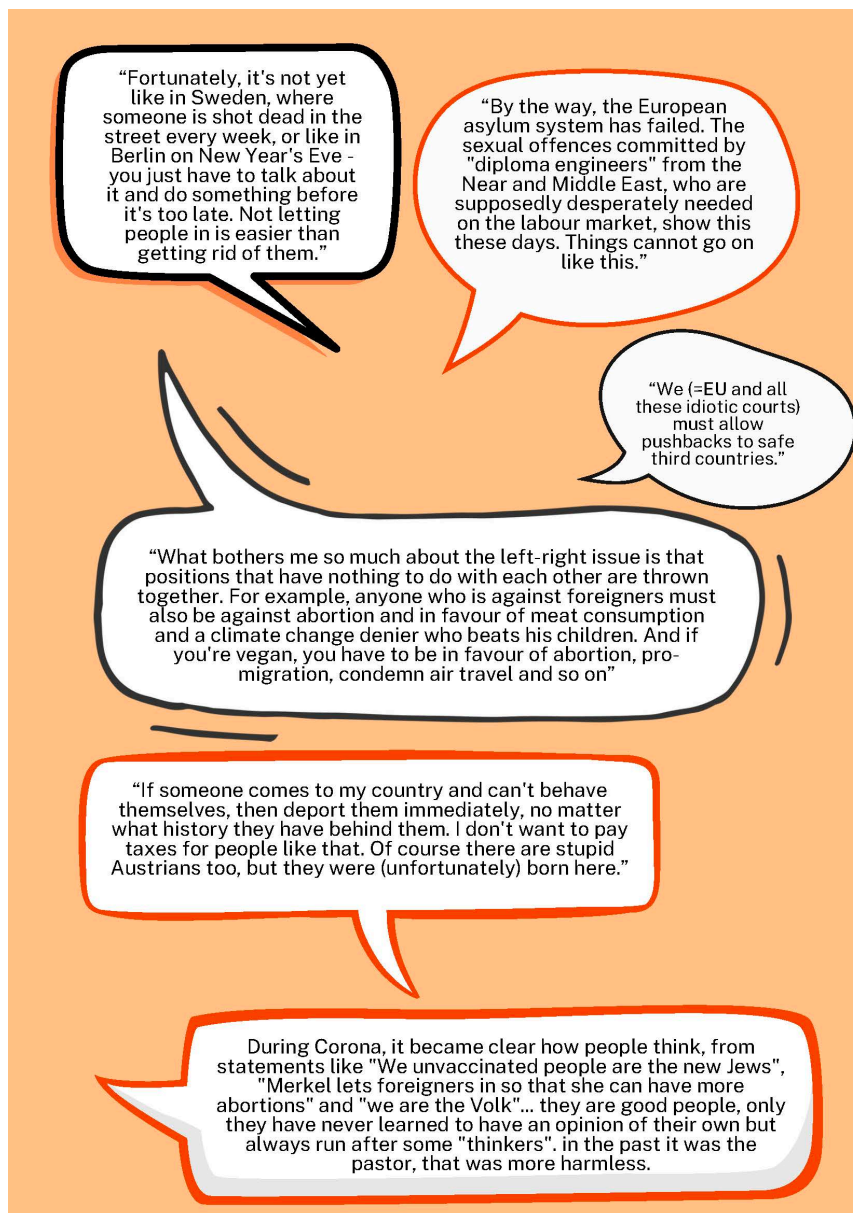 “Fortunately, it's not yet
like in Sweden, where
someone is shot dead in the
street every week, or like in
Berlin on New Year's Eve -
you just have to talk about
it and do something before
it's too late. Not letting
people in is easier than
getting rid of them.”
“By the way, the European
asylum system has failed. The
sexual offences committed by
"diploma engineers" from the
Near and Middle East, who are
supposedly desperately needed
on the labour market, show this
these days. Things cannot go on
like this.”
“We (=EU and all
these idiotic courts)
must allow
pushbacks to safe
third countries.”
“What bothers me so much about the left-right issue is that
positions that have nothing to do with each other are thrown
together. For example, anyone who is against foreigners must
also be against abortion and in favour of meat consumption
and a climate change denier who beats his children. And if
you're vegan, you have to be in favour of abortion, pro-
migration, condemn air travel and so on”
“If someone comes to my country and can't behave
themselves, then deport them immediately, no matter
what history they have behind them. I don't want to pay
taxes for people like that. Of course there are stupid
Austrians too, but they were (unfortunately) born here.”
During Corona, it became clear how people think, from
statements like "We unvaccinated people are the new Jews",
"Merkel lets foreigners in so that she can have more
abortions" and "we are the Volk"... they are good people, only
they have never learned to have an opinion of their own but
always run after some "thinkers". in the past it was the
pastor, that was more harmless.